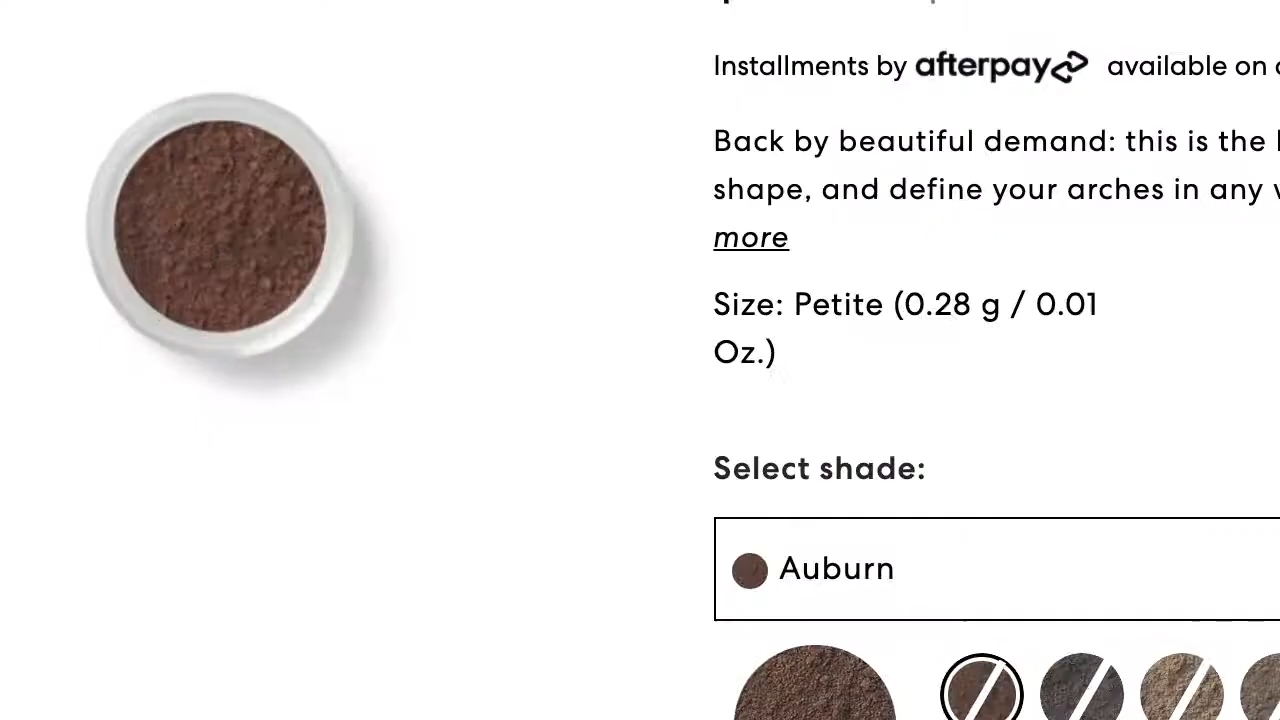 Installments by afterpay available on
Back by beautiful demand: this is the
shape, and define your arches in any
more
Size: Petite (0.28 g / 0.01
Oz.)
Select shade:
Auburn